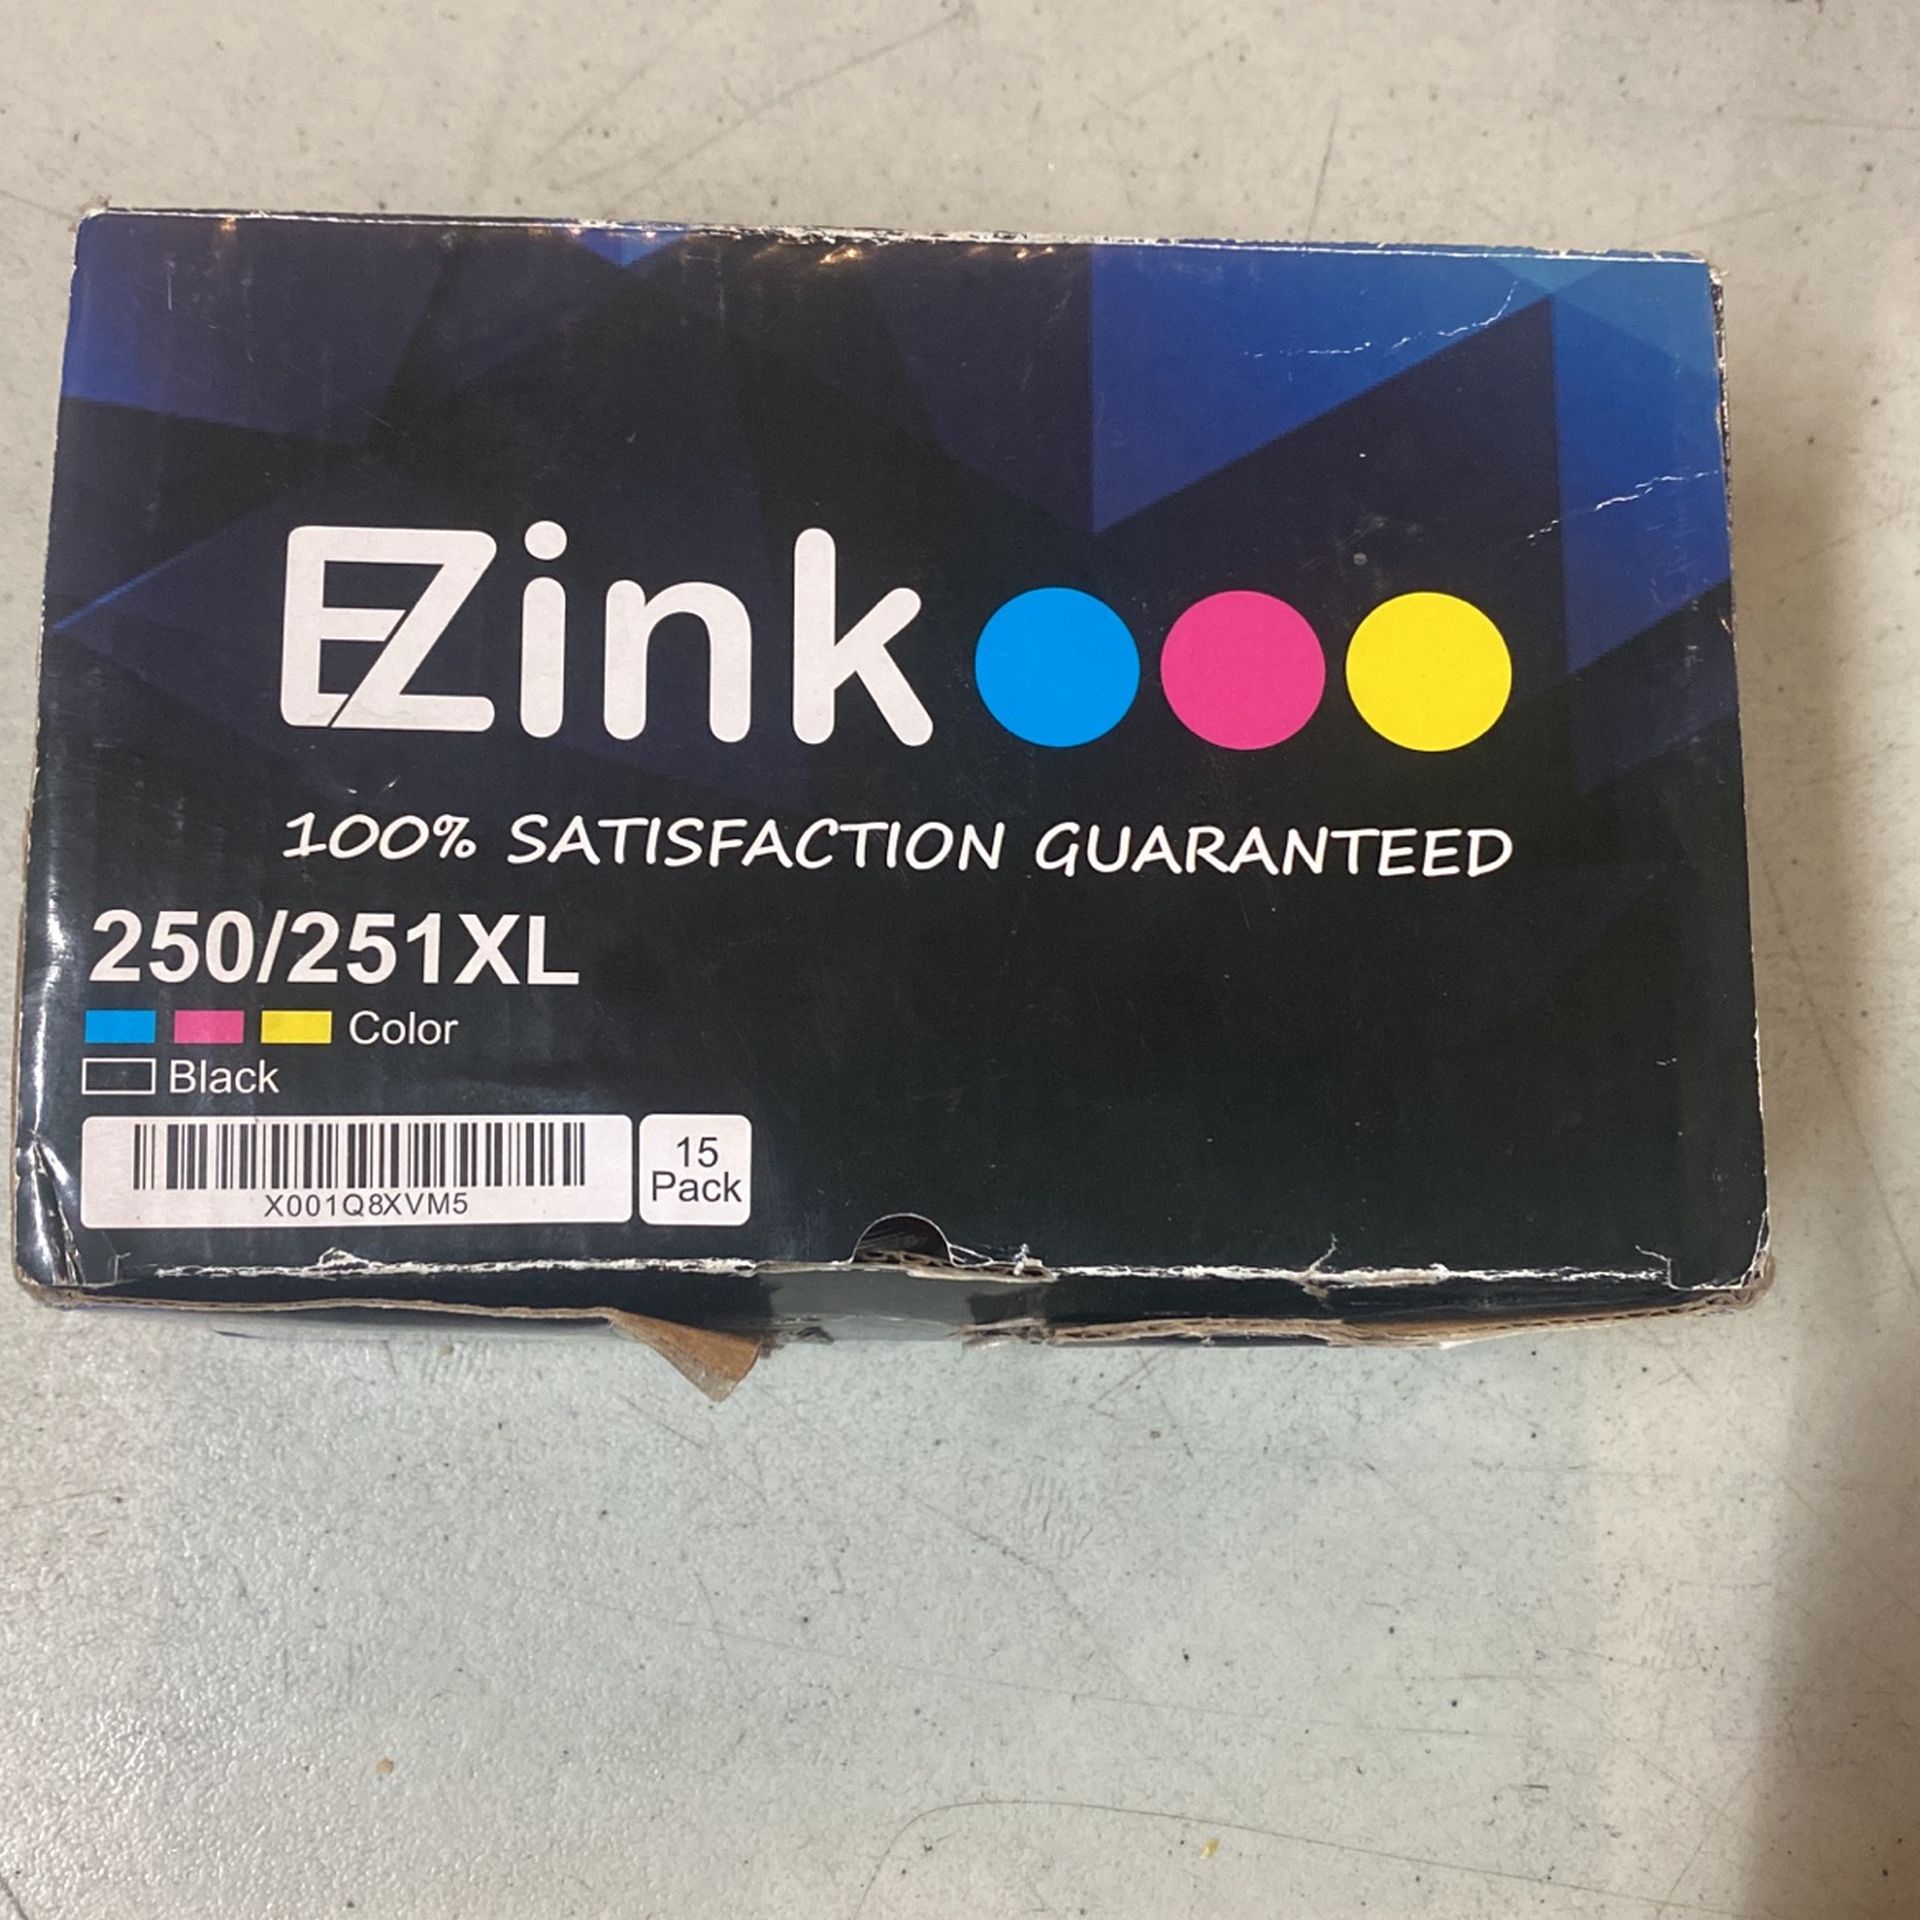 EZink
100% SATISFACTION GUARANTEED
250/251XL
Color
Black
X001Q8XVM5
15
Pack